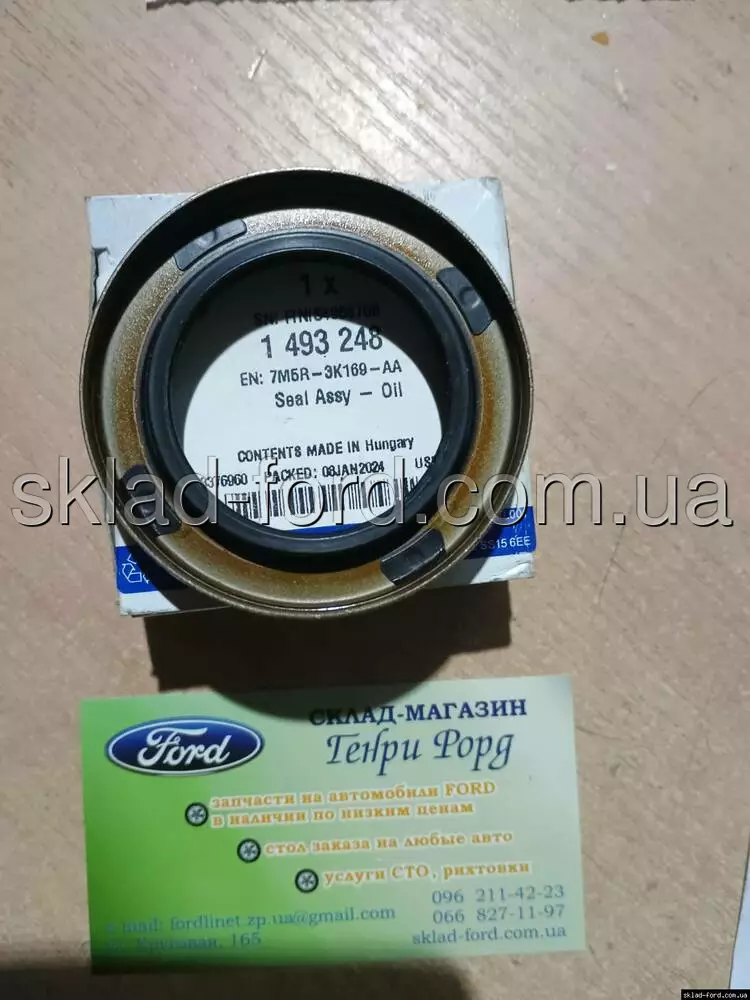 1 x
1 493 248
EN: 7M5R-3K169-AA
Seal Assy - Oil
CONTENTS MADE IN Hungary
PACKED: 08JAN2024
sklad-ford.com.ua
СКЛАД-МАГАЗИН
Ford
Генри Форд
запчасти на автомобили FORD
в наличии по низким ценам
стол заказа на любые авто
услуги СТО, рихтовки
096 211-42-23
066 827-11-97
e-mail: fordlinet.zp.ua@gmail.com
Круговая, 165
sklad-ford.com.ua
sklad-ford.com.ua